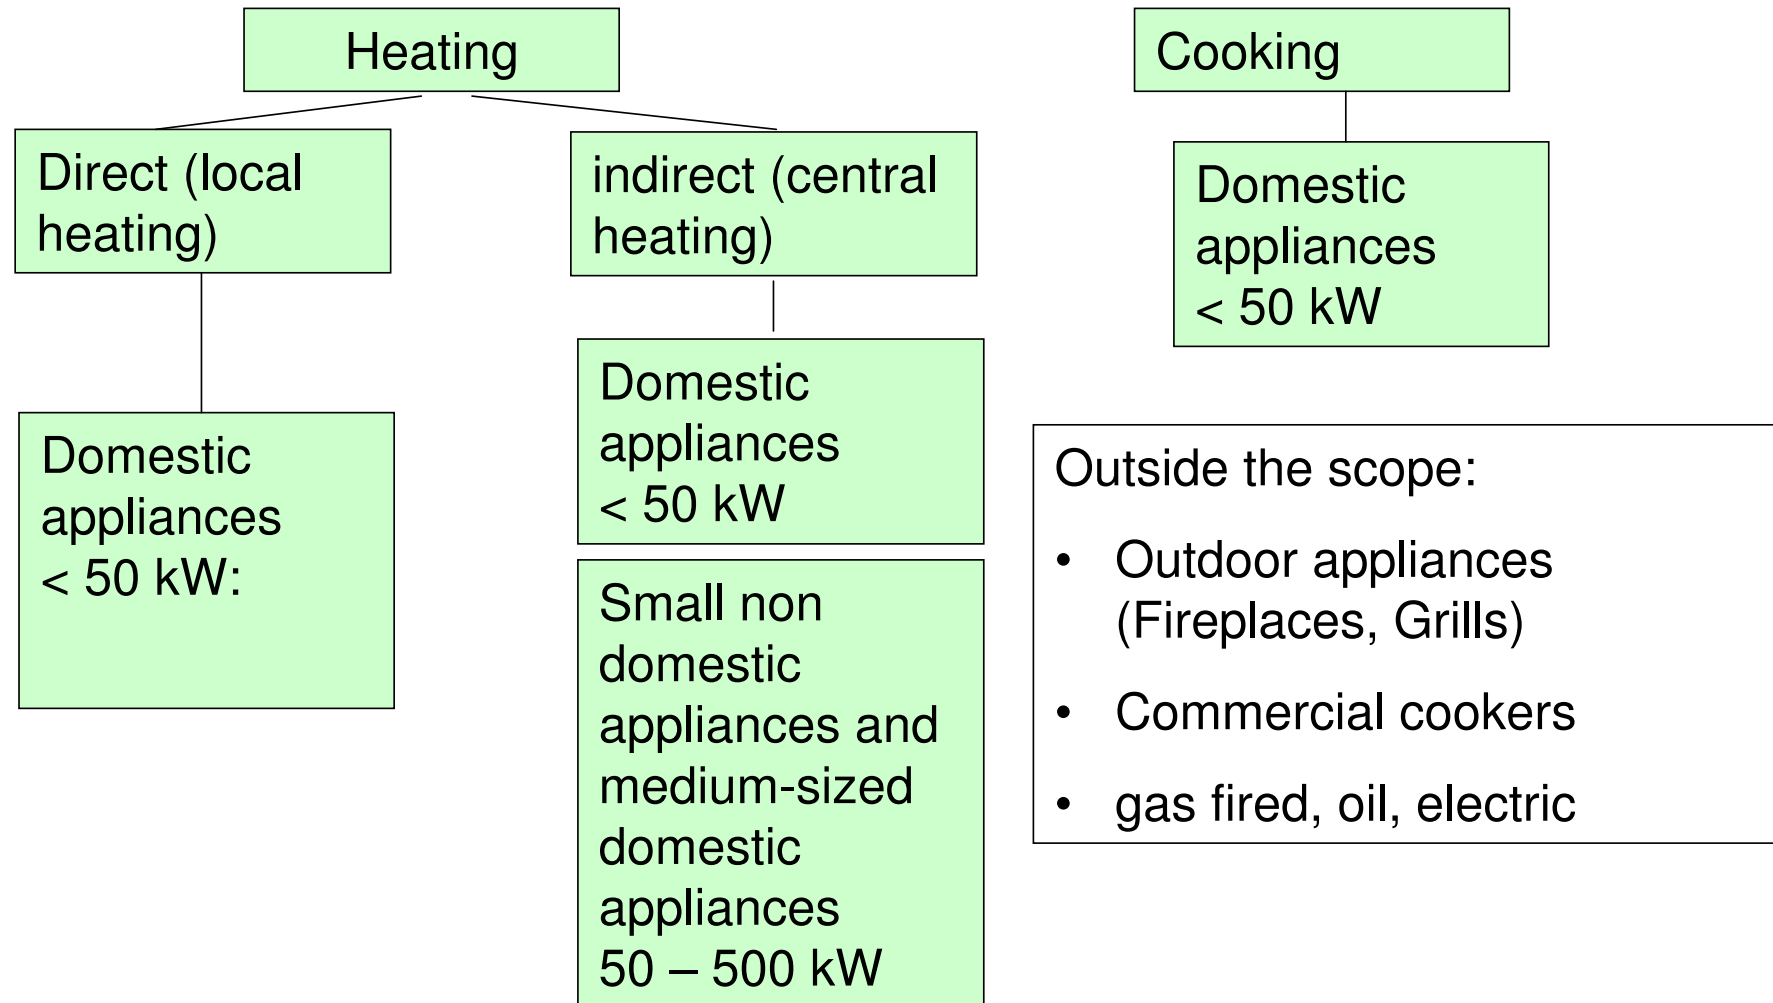 Heating
Direct (local
heating)
Domestic
appliances
< 50 kW:
indirect (central
heating)
Domestic
appliances
< 50 kW
Small non
domestic
appliances and
medium-sized
domestic
appliances
50 – 500 kW
Cooking
Domestic
appliances
< 50 kW
Outside the scope:
• Outdoor appliances
(Fireplaces, Grills)
• Commercial cookers
• gas fired, oil, electric